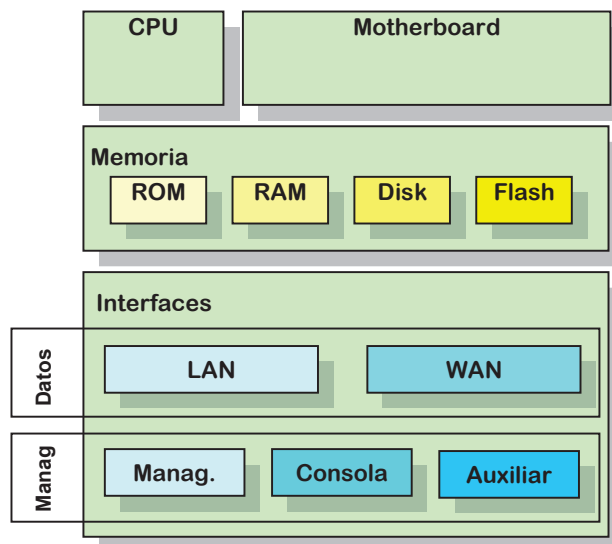 CPU
Motherboard
Memoria
ROM
RAM
Disk
Flash
Interfaces
Datos
LAN
WAN
Manag
Manag.
Consola
Auxiliar